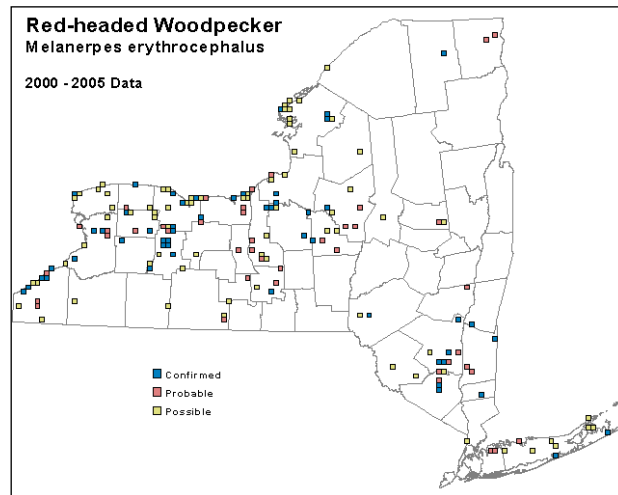 Red-headed Woodpecker
Melanerpes erythrocephalus
2000 - 2005 Data
Confirmed
Probable
Possible